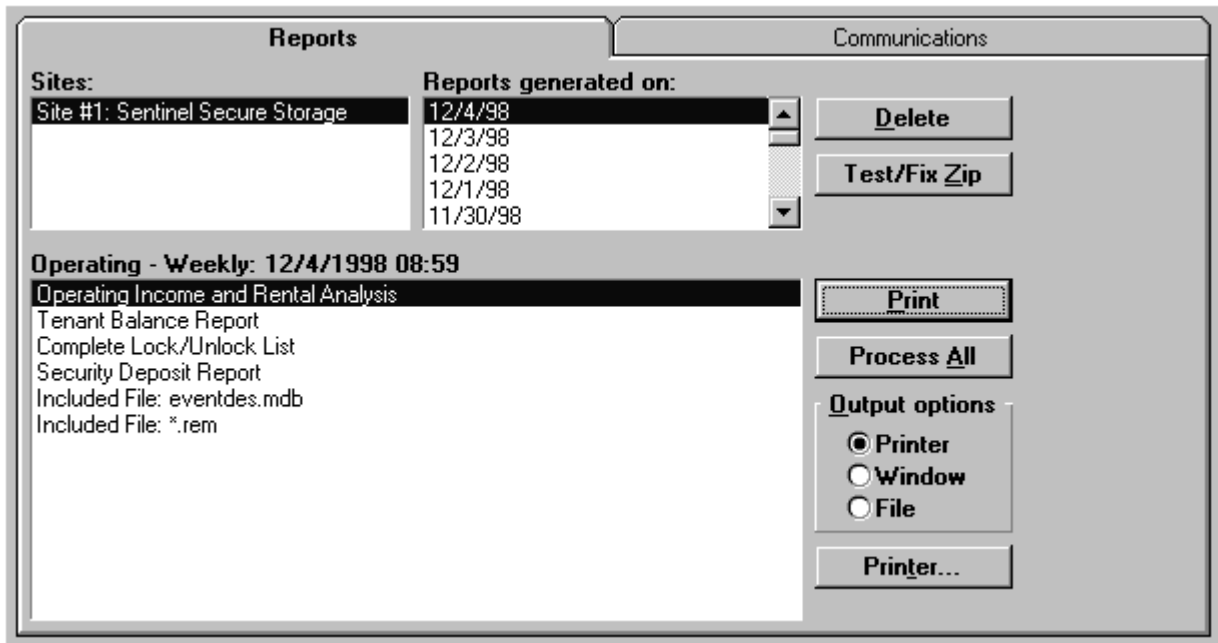 Reports
Communications
Sites:
Reports generated on:
Site #1: Sentinel Secure Storage
12/4/98
12/3/98
12/2/98
12/1/98
11/30/98
Delete
Test/Fix Zip
Operating - Weekly: 12/4/1998 08:59
Operating Income and Rental Analysis
Tenant Balance Report
Complete Lock/Unlock List
Security Deposit Report
Included File: eventdes.mdb
Included File: *.rem
Print
Process All
Output options
Printer
Window
File
Printer...